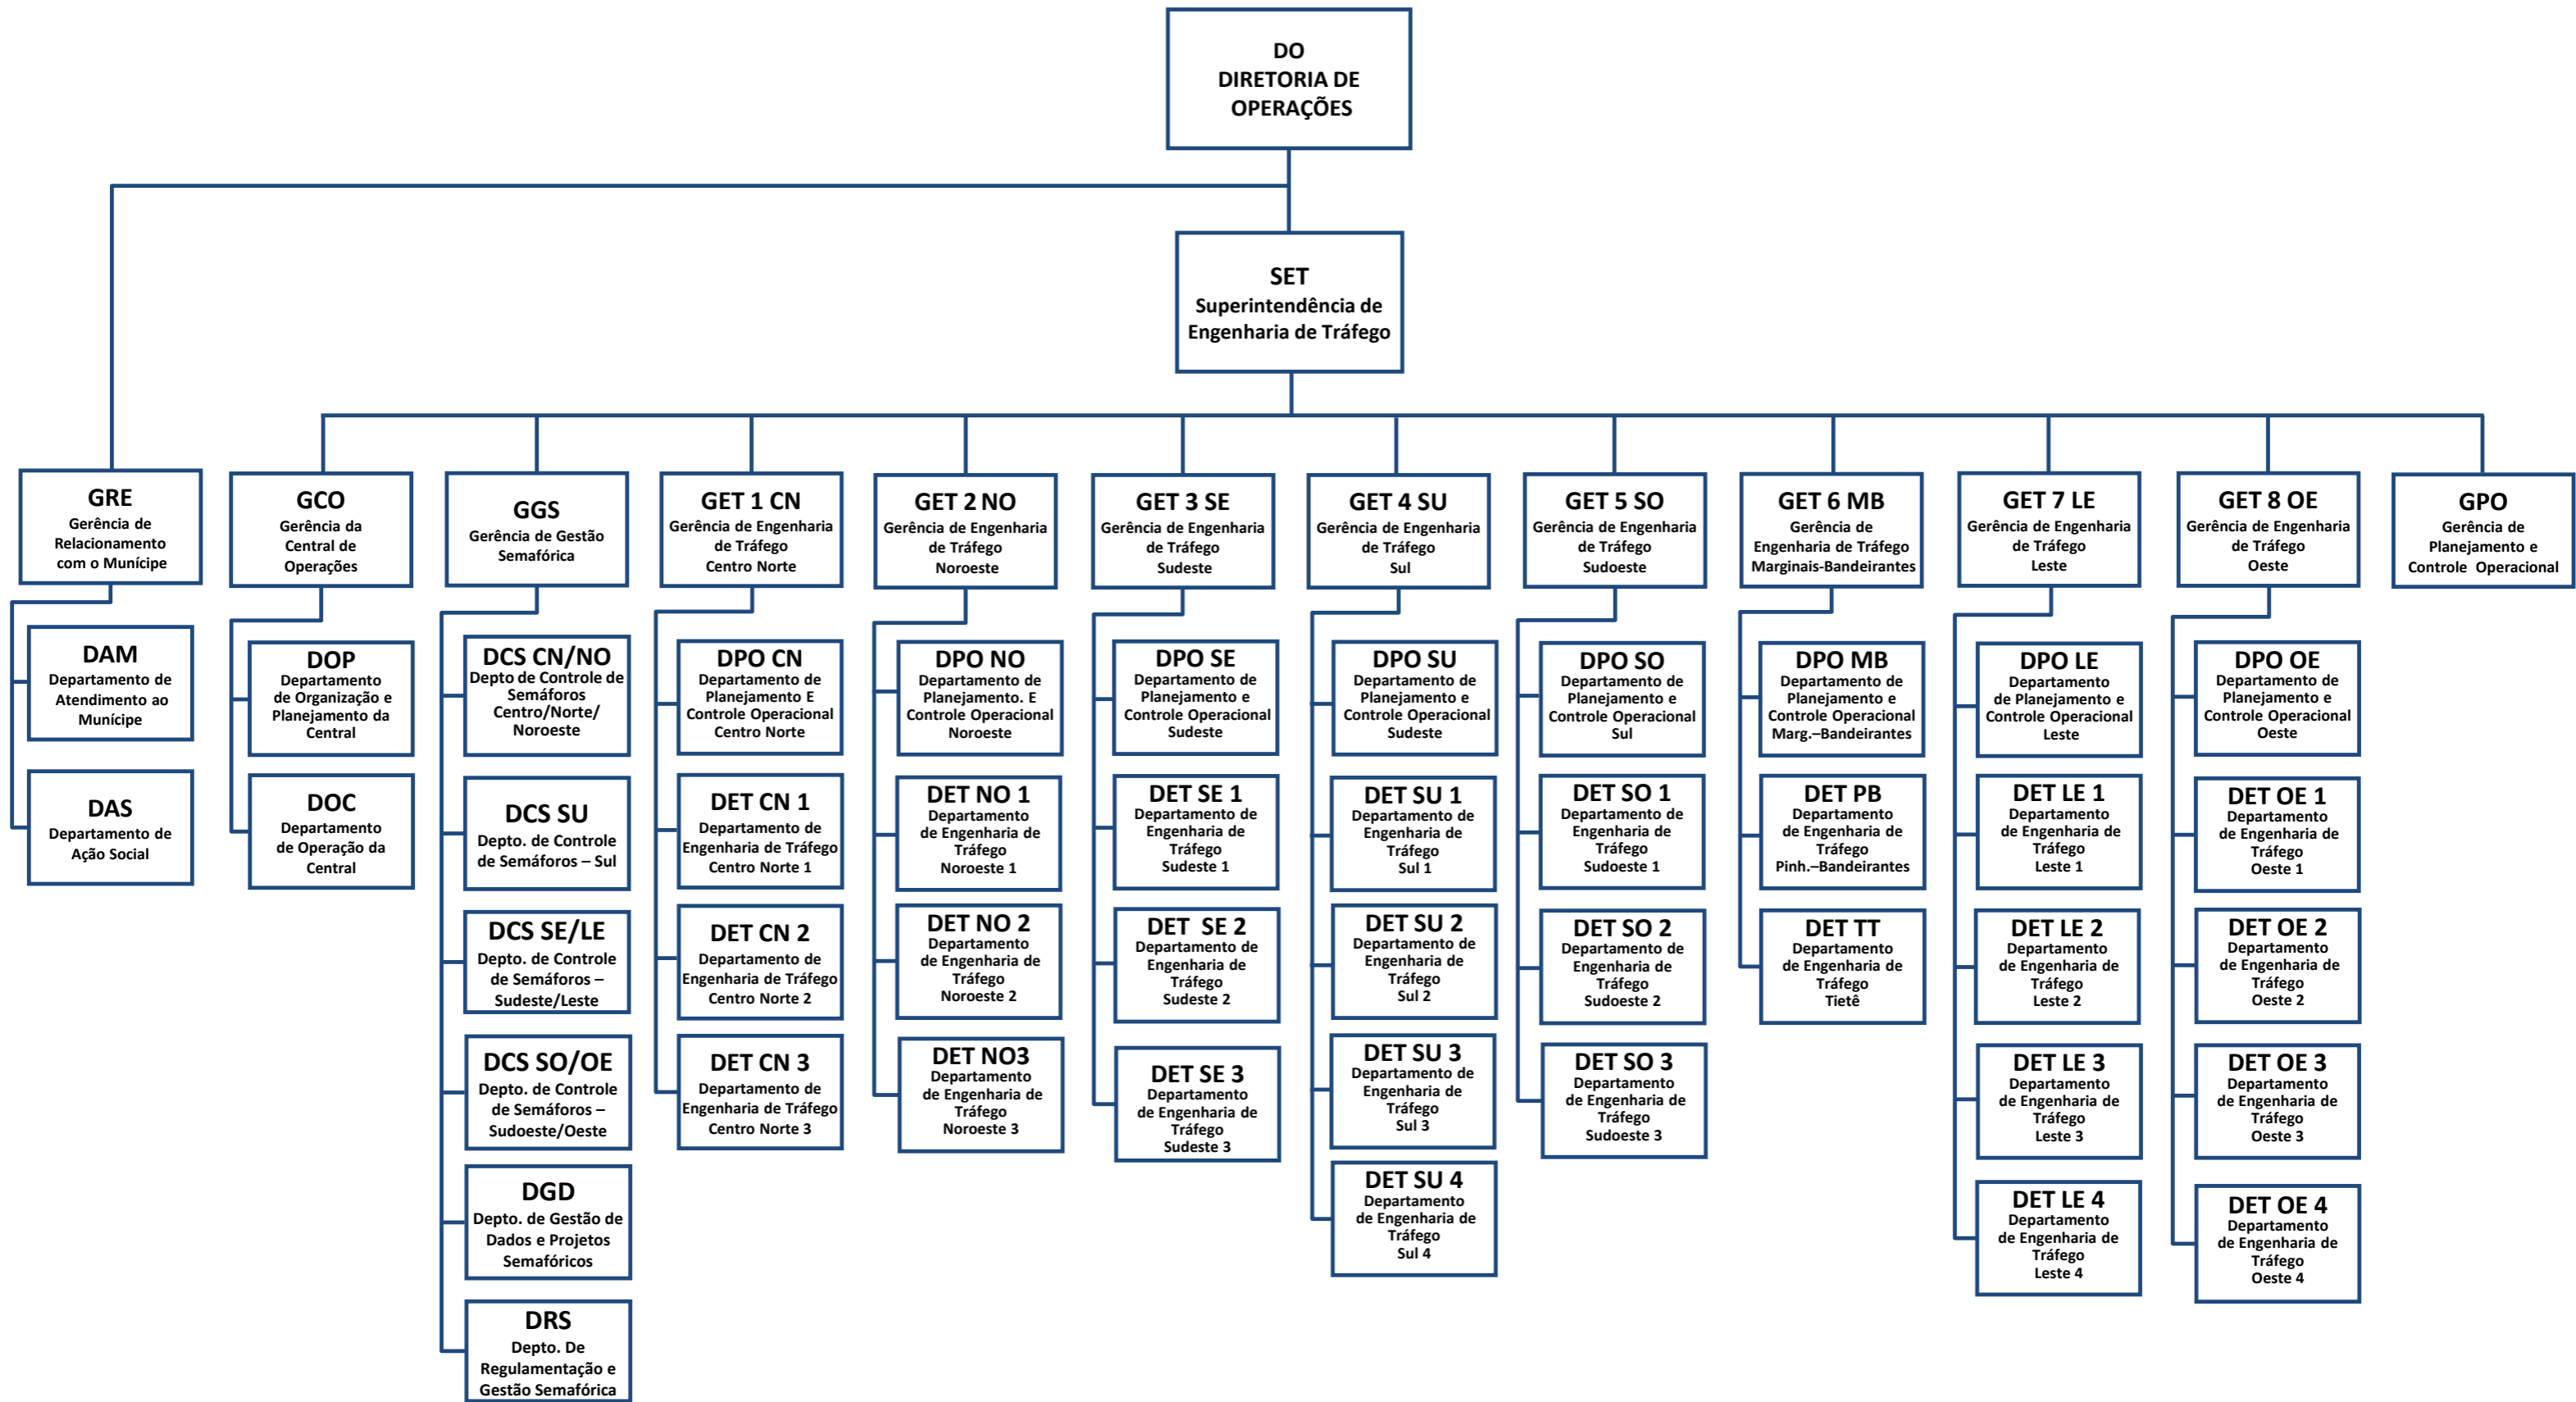 DO
DIRETORIA DE
OPERAÇÕES
SET
Superintendência de
Engenharia de Tráfego
GRE
Gerência de
Relacionamento
com o Munícipe
DAM
Departamento de
Atendimento ao
Munícipe
DAS
Departamento de
Ação Social
GCO
Gerência da
Central de
Operações
DOP
Departamento
de Organização e
Planejamento da
Central
DOC
Departamento
de Operação da
Central
GGS
Gerência de Gestão
Semafórica
DCS CN/NO
Depto de Controle de
Semáforos
Centro/Norte/
Noroeste
DCS SU
Depto. de Controle
de Semáforos – Sul
DCS SE/LE
Depto. de Controle
de Semáforos –
Sudeste/Leste
DCS SO/OE
Depto. de Controle
de Semáforos –
Sudoeste/Oeste
DGD
Depto. de Gestão de
Dados e Projetos
Semafóricos
DRS
Depto. De
Regulamentação e
Gestão Semafórica
GET 1 CN
Gerência de Engenharia
de Tráfego
Centro Norte
DPO CN
Departamento de
Planejamento E
Controle Operacional
Centro Norte
DET CN 1
Departamento de
Engenharia de Tráfego
Centro Norte 1
DET CN 2
Departamento de
Engenharia de Tráfego
Centro Norte 2
DET CN 3
Departamento de
Engenharia de Tráfego
Centro Norte 3
GET 2 NO
Gerência de Engenharia
de Tráfego
Noroeste
DPO NO
Departamento de
Planejamento. E
Controle Operacional
Noroeste
DET NO 1
Departamento
de Engenharia de
Tráfego
Noroeste 1
DET NO 2
Departamento
de Engenharia de
Tráfego
Noroeste 2
DET NO3
Departamento
de Engenharia de
Tráfego
Noroeste 3
GET 3 SE
Gerência de Engenharia
de Tráfego
Sudeste
DPO SE
Departamento de
Planejamento e
Controle Operacional
Sudeste
DET SE 1
Departamento de
Engenharia de
Tráfego
Sudeste 1
DET SE 2
Departamento de
Engenharia de
Tráfego
Sudeste 2
DET SE 3
Departamento
de Engenharia de
Tráfego
Sudeste 3
GET 4 SU
Gerência de Engenharia
de Tráfego
Sul
DPO SU
Departamento de
Planejamento e
Controle Operacional
Sudeste
DET SU 1
Departamento de
Engenharia de
Tráfego
Sul 1
DET SU 2
Departamento de
Engenharia de
Tráfego
Sul 2
DET SU 3
Departamento de
Engenharia de
Tráfego
Sul 3
DET SU 4
Departamento
de Engenharia de
Tráfego
Sul 4
GET 5 SO
Gerência de Engenharia
de Tráfego
Sudoeste
DPO SO
Departamento de
Planejamento e
Controle Operacional
Sul
DET SO 1
Departamento de
Engenharia de
Tráfego
Sudoeste 1
DET SO 2
Departamento de
Engenharia de
Tráfego
Sudoeste 2
DET SO 3
Departamento
de Engenharia de
Tráfego
Sudoeste 3
GET 6 MB
Gerência de
Engenharia de Tráfego
Marginais-Bandeirantes
DPO MB
Departamento de
Planejamento e
Controle Operacional
Marg.–Bandeirantes
DET PB
Departamento
de Engenharia de
Tráfego
Pinh.–Bandeirantes
DET TT
Departamento
de Engenharia de
Tráfego
Tietê
GET 7 LE
Gerência de Engenharia
de Tráfego
Leste
DPO LE
Departamento
de Planejamento e
Controle Operacional
Leste
DET LE 1
Departamento
de Engenharia de
Tráfego
Leste 1
DET LE 2
Departamento
de Engenharia de
Tráfego
Leste 2
DET LE 3
Departamento
de Engenharia de
Tráfego
Leste 3
DET LE 4
Departamento
de Engenharia de
Tráfego
Leste 4
GET 8 OE
Gerência de Engenharia
de Tráfego
Oeste
DPO OE
Departamento de
Planejamento e
Controle Operacional
Oeste
DET OE 1
Departamento
de Engenharia de
Tráfego
Oeste 1
DET OE 2
Departamento
de Engenharia de
Tráfego
Oeste 2
DET OE 3
Departamento
de Engenharia de
Tráfego
Oeste 3
DET OE 4
Departamento
de Engenharia de
Tráfego
Oeste 4
GPO
Gerência de
Planejamento e
Controle Operacional